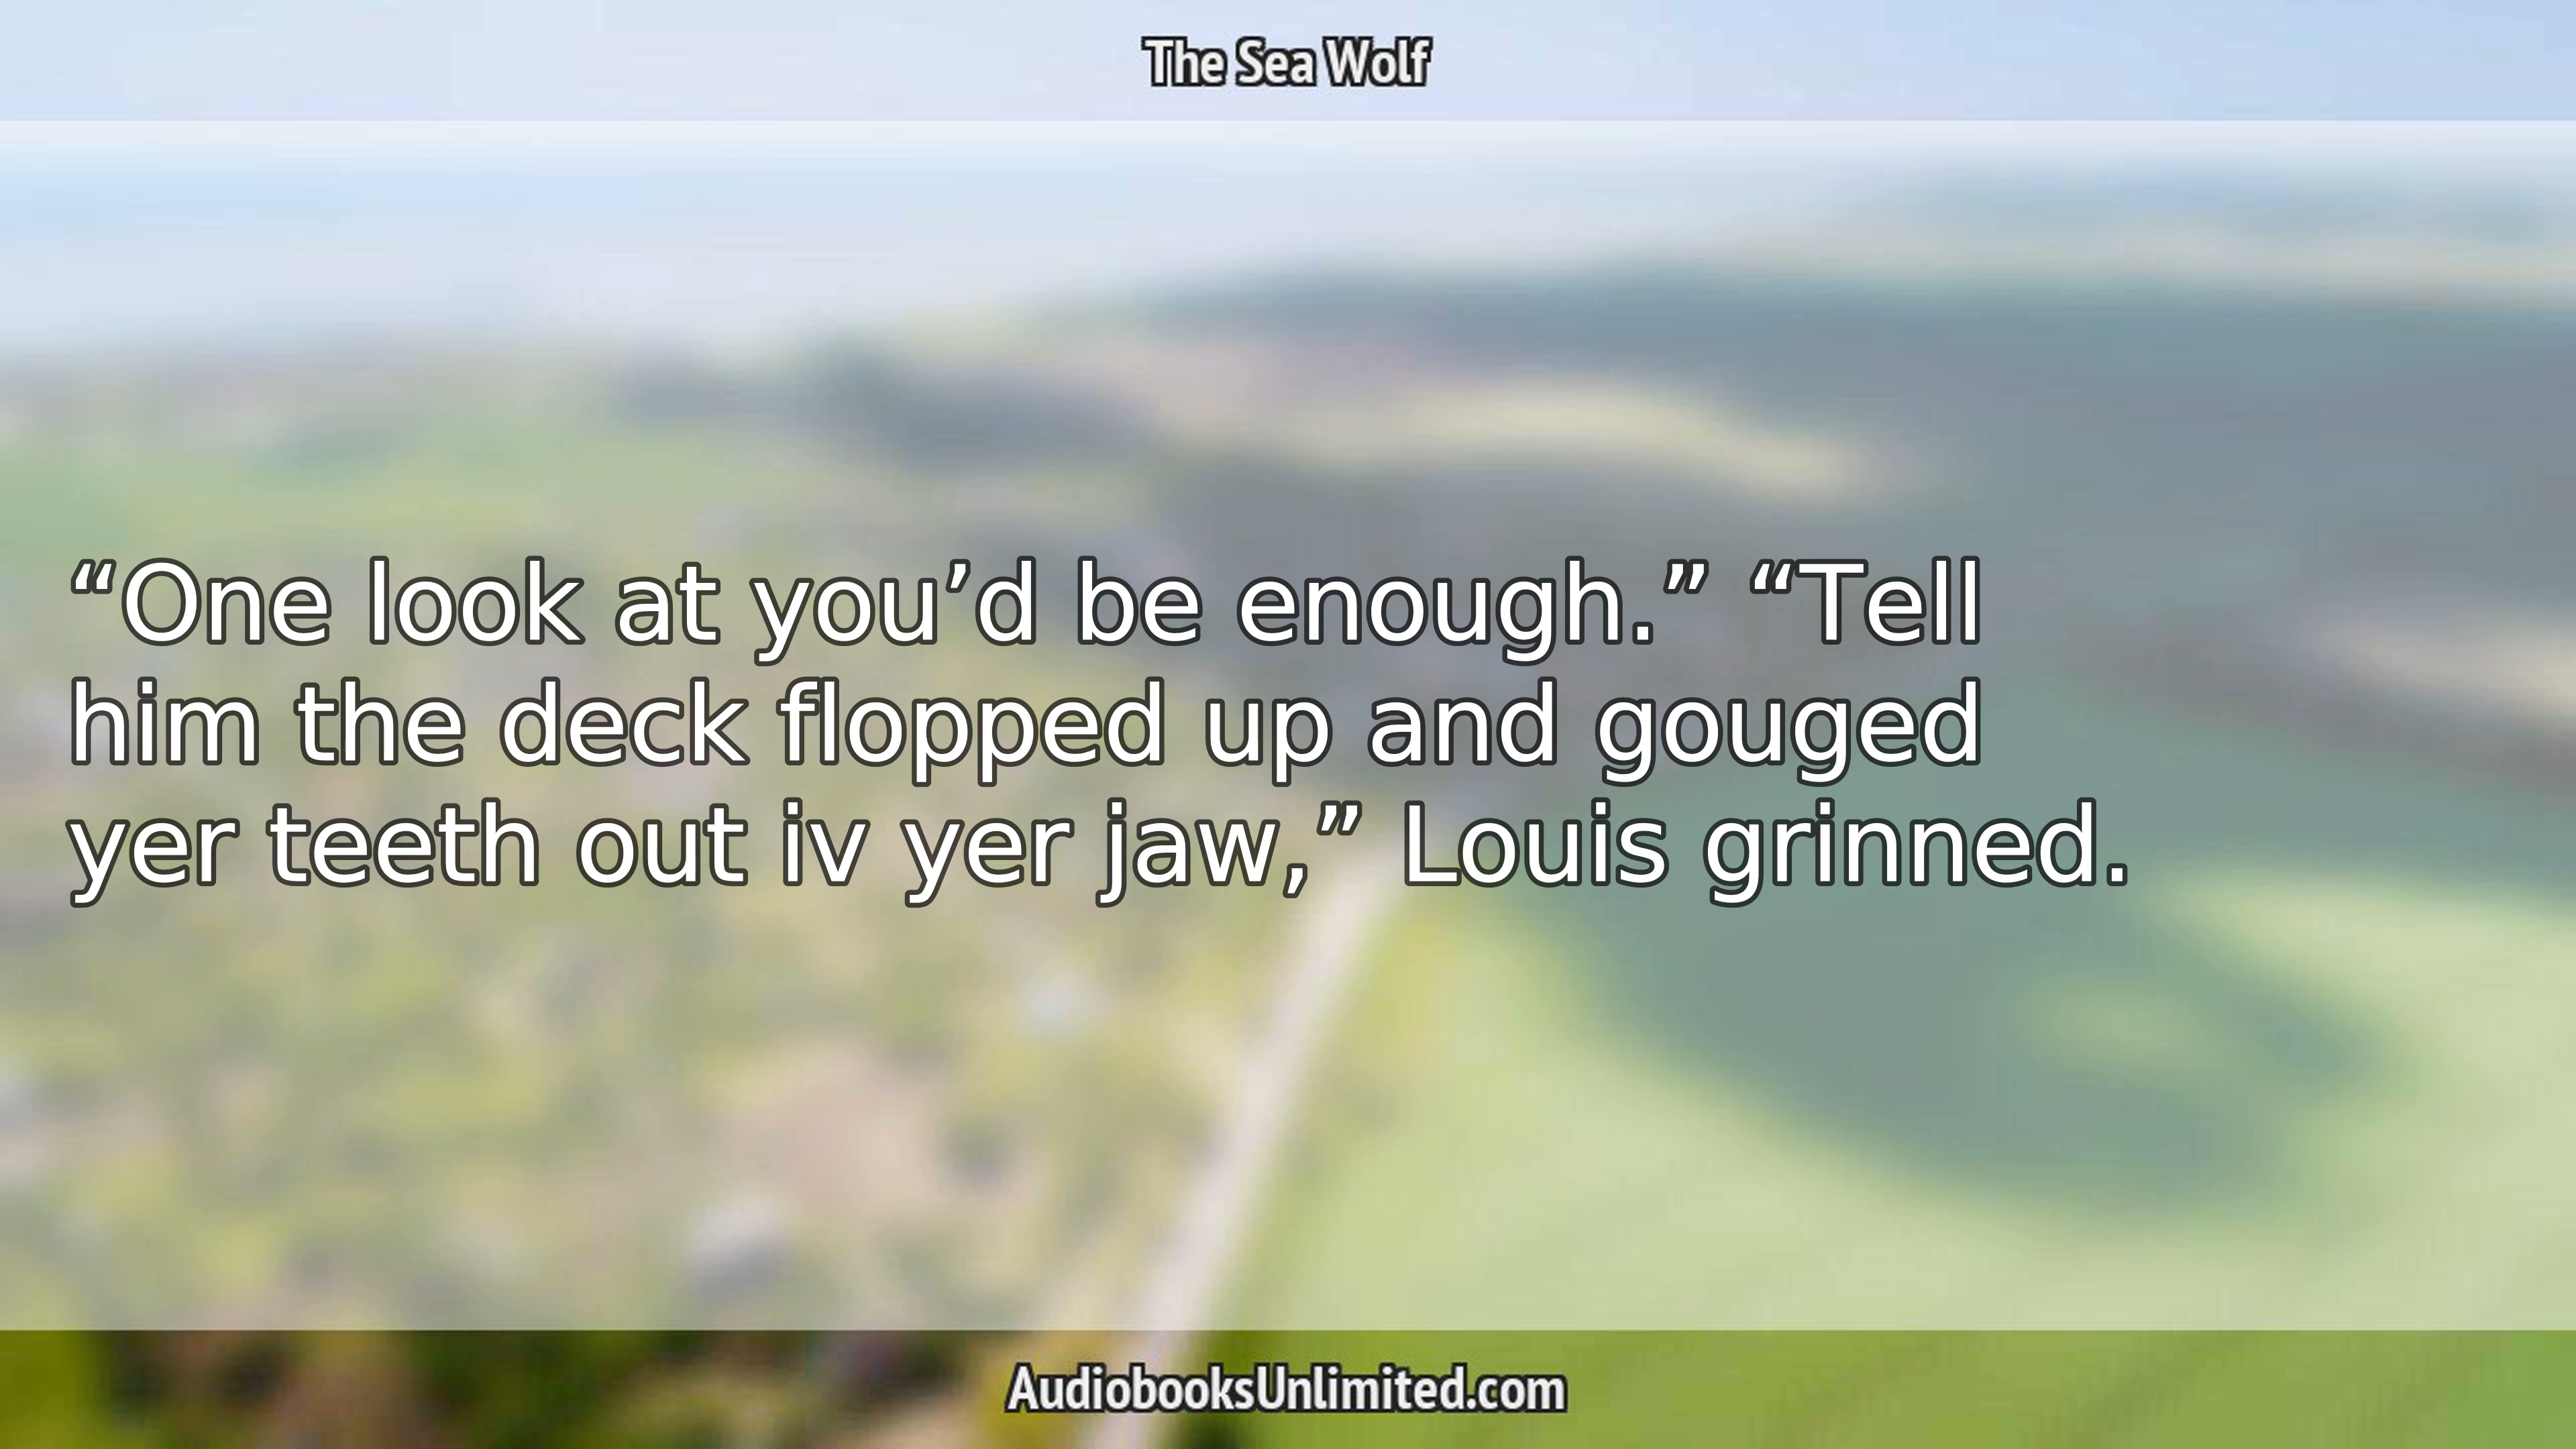 The Sea Wolf
“One look at you’d be enough.” “Tell
him the deck flopped up and gouged
yer teeth out iv yer jaw,” Louis grinned.
AudiobooksUnlimited.com